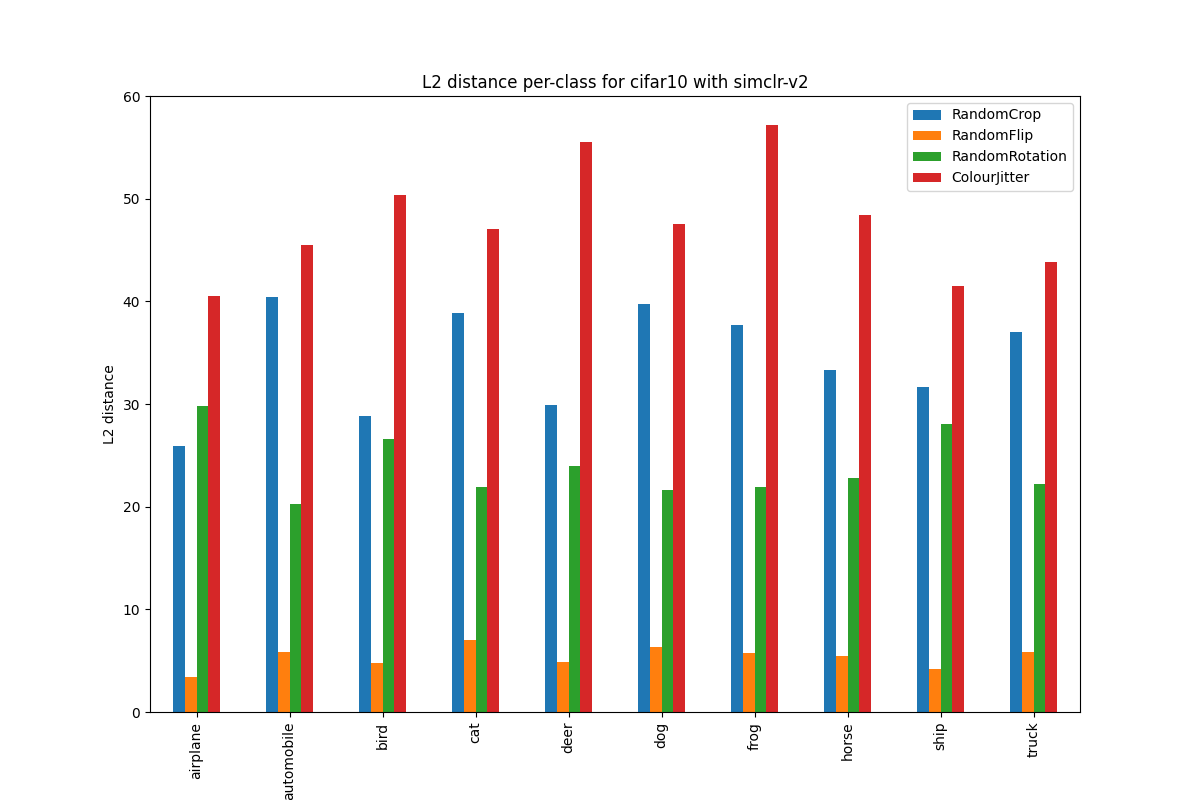 L2 distance per-class for cifar10 with simclr-v2
RandomCrop
RandomFlip
RandomRotation
ColourJitter
L2 distance
60
50
40
30
20
10
0
airplane
automobile
bird
cat
deer
dog
frog
horse
ship
truck